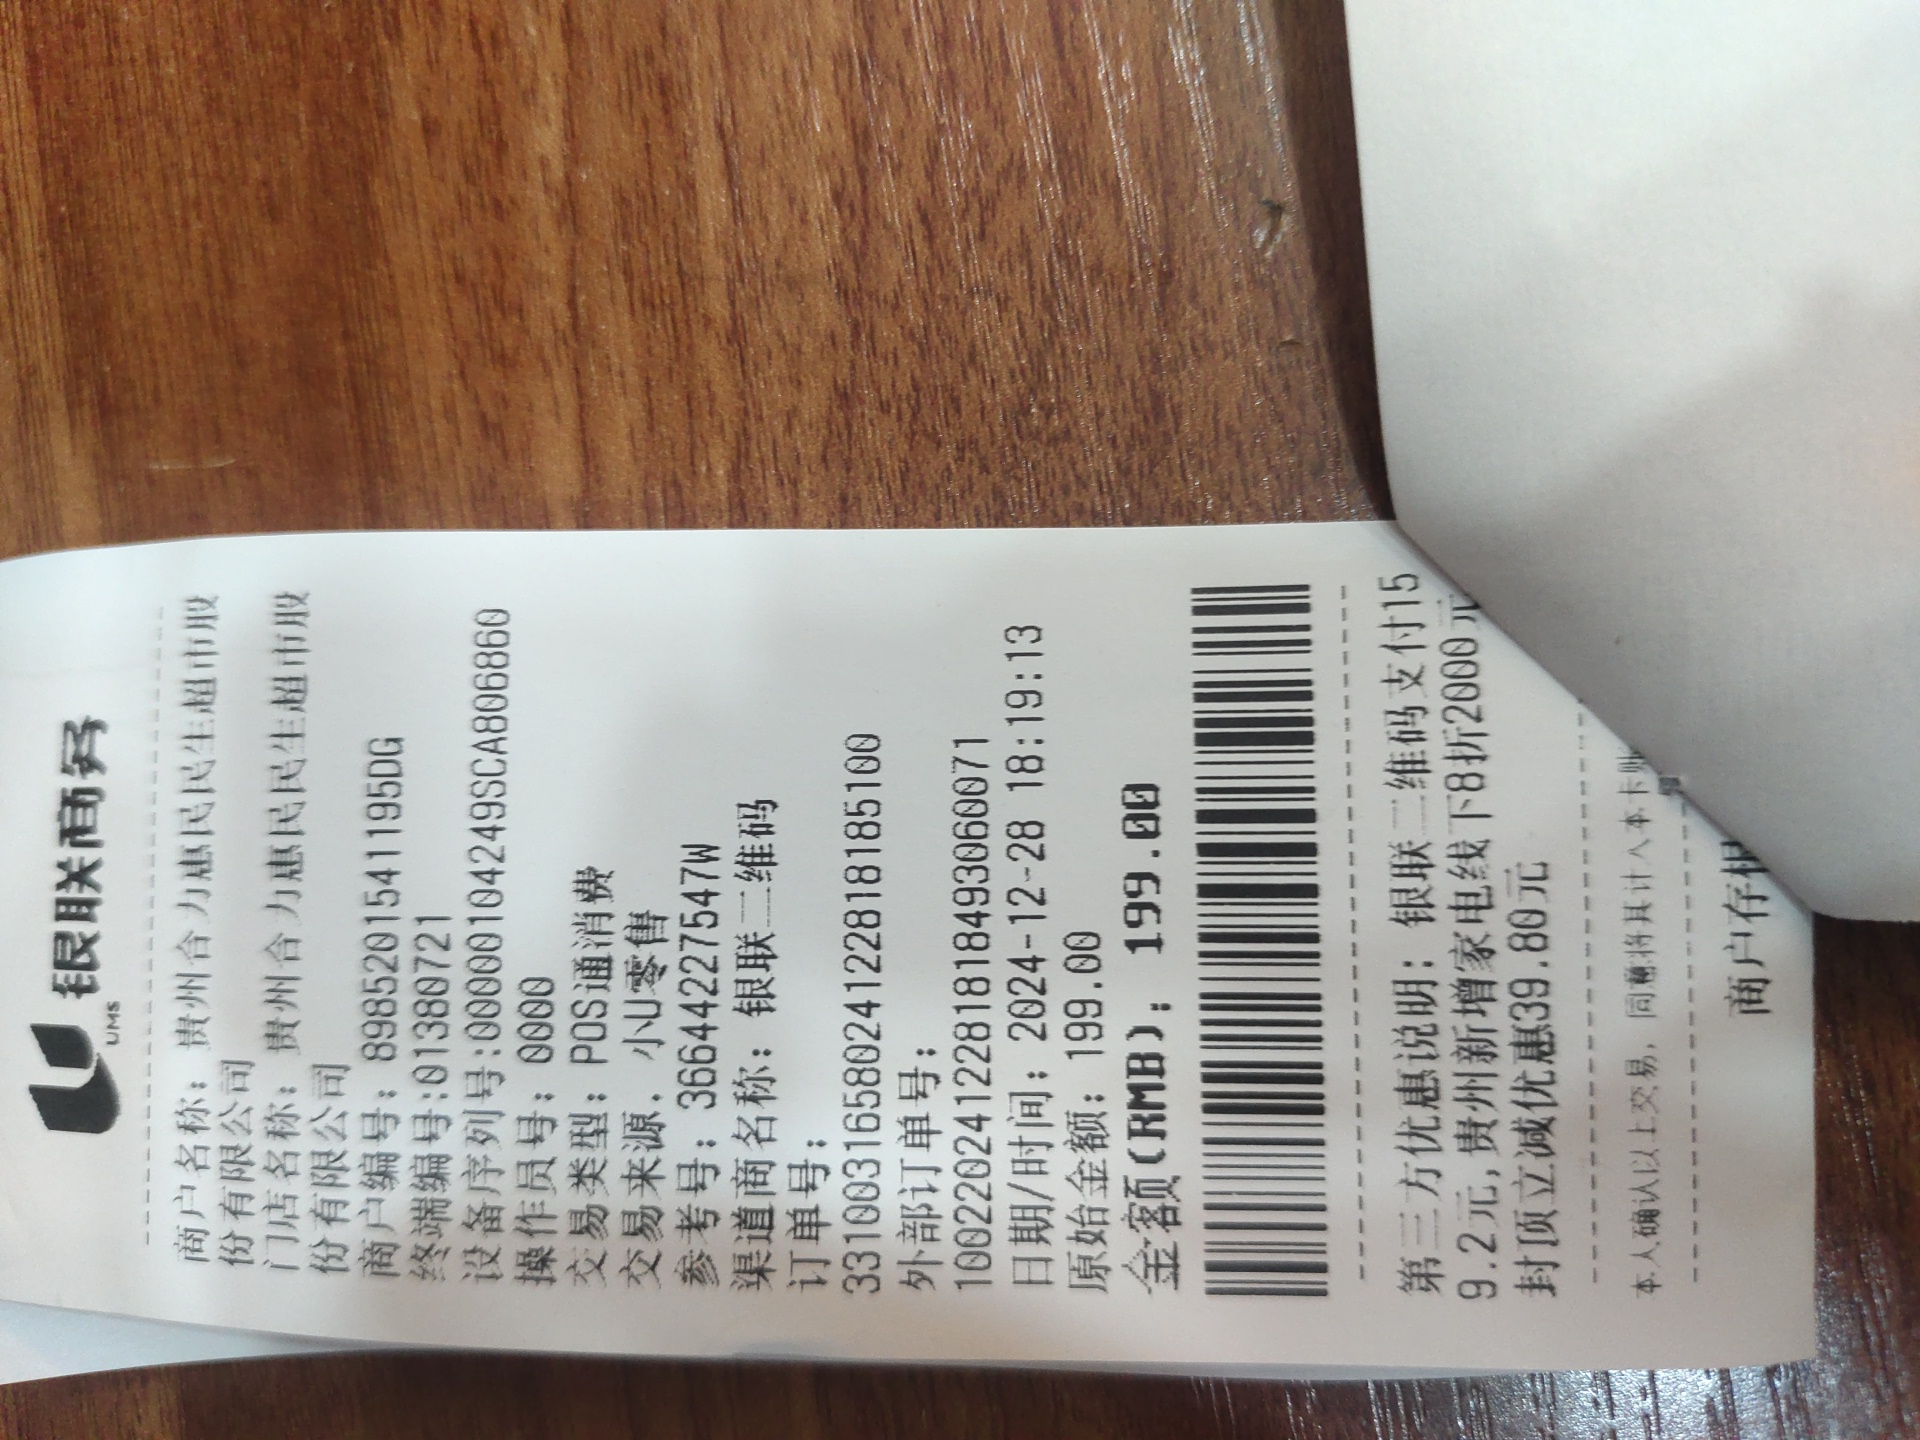 银联商务
UMS
商户名称: 贵州合力惠民民生超市股
份有限公司
门店名称: 贵州合力惠民民生超市股
份有限公司
商户编号: 89852015411195DG
终端编号:01380721
设备序列号:00000104249SCA806860
操作员号: 0000
交易类型: POS通消费
交易来源: 小U零售
参考号: 36644227547W
渠道商名称: 银联二维码
订单号:
33100316580241228181851 00
外部订单号:
1002202412281818493060071
日期/时间: 2024-12-28 18:19:13
原始金额: 199.00
金额(RMB): 199.00
第三方优惠说明: 银联二维码支付15
9.2元,贵州新增家电线下8折2000元
封顶立减优惠39.80元
本人确认以上交易, 同意将其计入本卡
商户存根